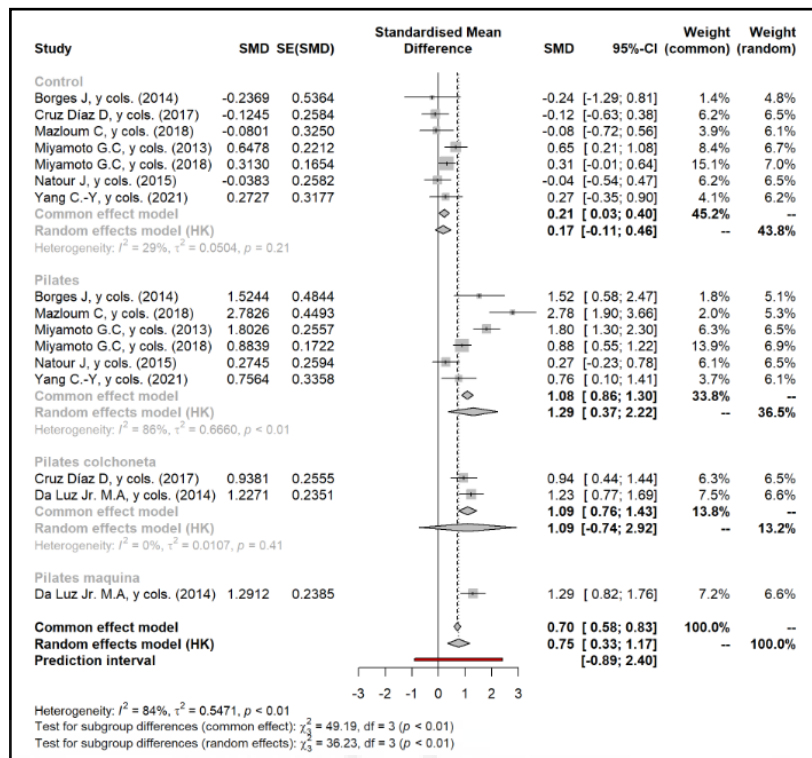 Standardised Mean Weight Weight
Study SMD SE(SMD) Difference SMD 95%-CI (common) (random)
Control
Borges J, y cols. (2014) -0.2369 0.5364 -0.24 [-1.29; 0.81] 1.4% 4.8%
Cruz Díaz D, y cols. (2017) -0.1245 0.2584 -0.12 [-0.63; 0.38] 6.2% 6.5%
Mazloum C, y cols. (2018) -0.0801 0.3250 -0.08 [-0.72; 0.56] 3.9% 6.1%
Miyamoto G.C, y cols. (2013) 0.6478 0.2212 0.65 [0.21; 1.08] 8.4% 6.7%
Miyamoto G.C, y cols. (2018) 0.3130 0.1654 0.31 [-0.01; 0.64] 15.1% 7.0%
Natour J, y cols. (2015) -0.0383 0.2582 -0.04 [-0.54; 0.47] 6.2% 6.5%
Yang C.-Y, y cols. (2021) 0.2727 0.3177 0.27 [-0.35; 0.90] 4.1% 6.2%
Common effect model 0.21 [ 0.03; 0.40] 45.2% --
Random effects model (HK) 0.17 [-0.11; 0.46] -- 43.8%
Heterogeneity: I² = 29%, τ² = 0.0504, p = 0.21
Pilates
Borges J, y cols. (2014) 1.5244 0.4844 1.52 [ 0.58; 2.47] 1.8% 5.1%
Mazloum C, y cols. (2018) 2.7826 0.4493 2.78 [ 1.90; 3.66] 2.0% 5.3%
Miyamoto G.C, y cols. (2013) 1.8026 0.2557 1.80 [ 1.30; 2.30] 6.3% 6.5%
Miyamoto G.C, y cols. (2018) 0.8839 0.1722 0.88 [ 0.55; 1.22] 13.9% 6.9%
Natour J, y cols. (2015) 0.2745 0.2594 0.27 [-0.23; 0.78] 6.1% 6.5%
Yang C.-Y, y cols. (2021) 0.7564 0.3358 0.76 [ 0.10; 1.41] 3.7% 6.1%
Common effect model 1.08 [ 0.86; 1.30] 33.8% --
Random effects model (HK) 1.29 [ 0.37; 2.22] -- 36.5%
Heterogeneity: I² = 86%, τ² = 0.6660, p < 0.01
Pilates colchoneta
Cruz Díaz D, y cols. (2017) 0.9381 0.2555 0.94 [ 0.44; 1.44] 6.3% 6.5%
Da Luz Jr. M.A, y cols. (2014) 1.2271 0.2351 1.23 [ 0.77; 1.69] 7.5% 6.6%
Common effect model 1.09 [ 0.76; 1.43] 13.8% --
Random effects model (HK) 1.09 [-0.74; 2.92] -- 13.2%
Heterogeneity: I² = 0%, τ² = 0.0107, p = 0.41
Pilates maquina
Da Luz Jr. M.A, y cols. (2014) 1.2912 0.2385 1.29 [ 0.82; 1.76] 7.2% 6.6%
Common effect model 0.70 [ 0.58; 0.83] 100.0% --
Random effects model (HK) 0.75 [ 0.33; 1.17] -- 100.0%
Prediction interval [-0.89; 2.40]
-3 -2 -1 0 1 2 3
Heterogeneity: I² = 84%, τ² = 0.5471, p < 0.01
Test for subgroup differences (common effect): χ²₃ = 49.19, df = 3 (p < 0.01)
Test for subgroup differences (random effects): χ²₃ = 36.23, df = 3 (p < 0.01)